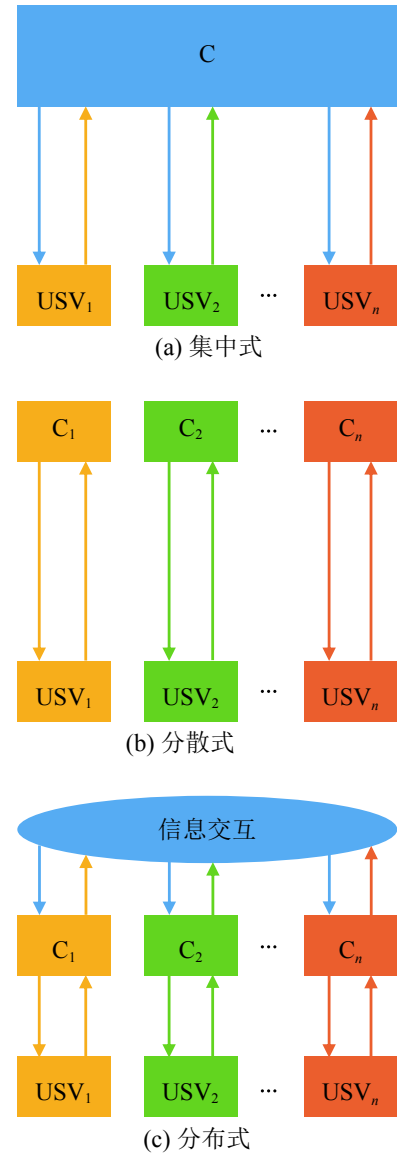 C
USV₁ USV₂ ... USVₙ
(a) 集中式
C₁ C₂ ... Cₙ
USV₁ USV₂ ... USVₙ
(b) 分散式
信息交互
C₁ C₂ ... Cₙ
USV₁ USV₂ ... USVₙ
(c) 分布式